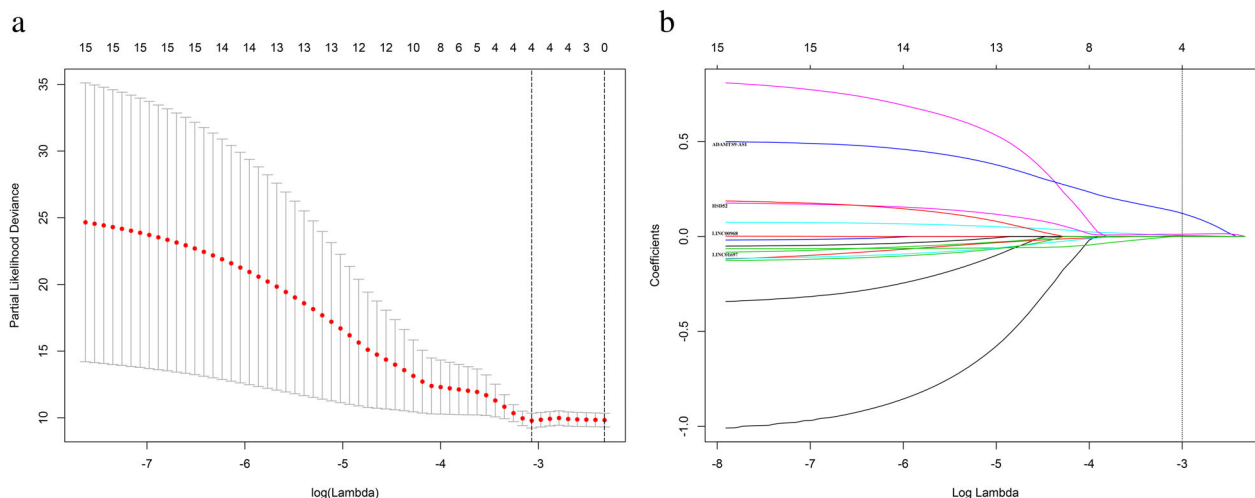 a
15 15 15 15 15 14 14 13 13 13 12 12 10 8 6 5 4 4 4 4 3 0
35
30
25
20
15
10
Partial Likelihood Deviance
-7 -6 -5 -4 -3
log(Lambda)
b
15 15 14 13 8 4
0.5
0.0
-0.5
-1.0
Coefficients
ADAMTS9-AS1
HSD52
LINC00968
LINC01697
-8 -7 -6 -5 -4 -3
Log Lambda